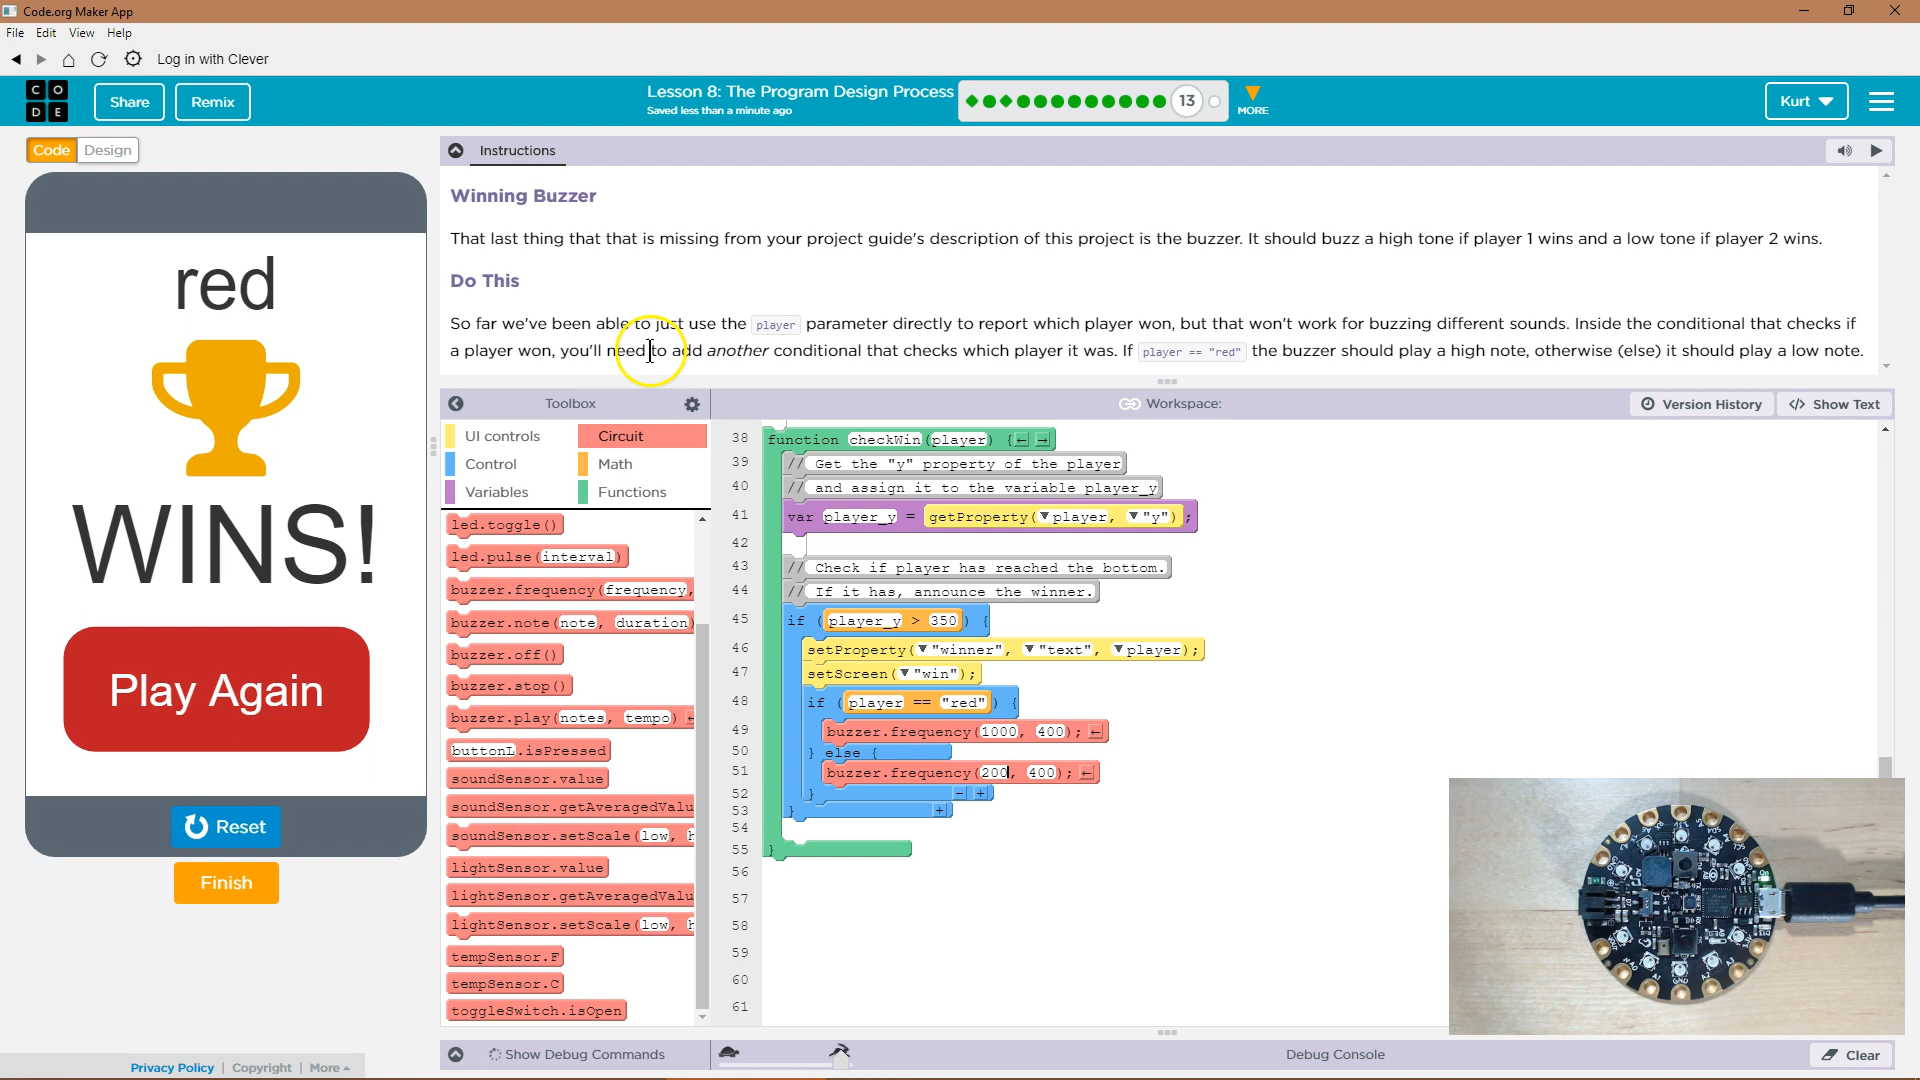 Code.org Maker App
File Edit View Help
Log in with Clever
C O D E
Share
Remix
Lesson 8: The Program Design Process
Saved less than a minute ago
13
MORE
Kurt
Code
Design
Instructions
Winning Buzzer
That last thing that that is missing from your project guide's description of this project is the buzzer. It should buzz a high tone if player 1 wins and a low tone if player 2 wins.
Do This
So far we've been able to just use the player parameter directly to report which player won, but that won't work for buzzing different sounds. Inside the conditional that checks if
a player won, you'll need to add another conditional that checks which player it was. If player == "red" the buzzer should play a high note, otherwise (else) it should play a low note.
red
WINS!
Play Again
Reset
Finish
Toolbox
UI controls
Circuit
Control
Math
Variables
Functions
led.toggle()
led.pulse(interval)
buzzer.frequency(frequency,
buzzer.note(note, duration)
buzzer.off()
buzzer.stop()
buzzer.play(notes, tempo)
buttonL.isPressed
soundSensor.value
soundSensor.getAveragedValu
soundSensor.setScale(low, h
lightSensor.value
lightSensor.getAveragedValu
lightSensor.setScale(low, h
tempSensor.F
tempSensor.C
toggleSwitch.isOpen
Workspace:
Version History
</> Show Text
38 function checkWin(player) {← →
39 // Get the "y" property of the player
40 // and assign it to the variable player_y
41 var player_y = getProperty(▼player, ▼"y");
42
43 // Check if player has reached the bottom.
44 // If it has, announce the winner.
45 if (player_y > 350) {
46 setProperty(▼"winner", ▼"text", ▼player);
47 setScreen(▼"win");
48 if (player == "red") {
49 buzzer.frequency(1000, 400); ←
50 } else {
51 buzzer.frequency(200, 400); ←
52 } - +
53 } +
54
55 }
56
57
58
59
60
61
Show Debug Commands
Debug Console
Clear
Privacy Policy | Copyright | More